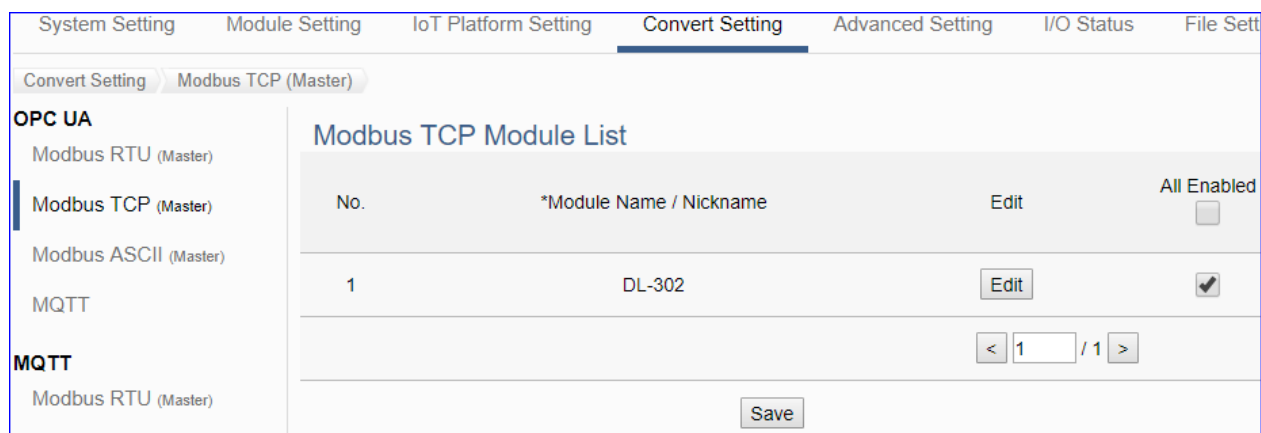 System Setting Module Setting IoT Platform Setting Convert Setting Advanced Setting I/O Status File Sett
Convert Setting Modbus TCP (Master)
OPC UA
Modbus RTU (Master)
Modbus TCP (Master)
Modbus ASCII (Master)
MQTT
MQTT
Modbus RTU (Master)
Modbus TCP Module List
No. *Module Name / Nickname Edit All Enabled
1 DL-302 Edit
< 1 / 1 >
Save